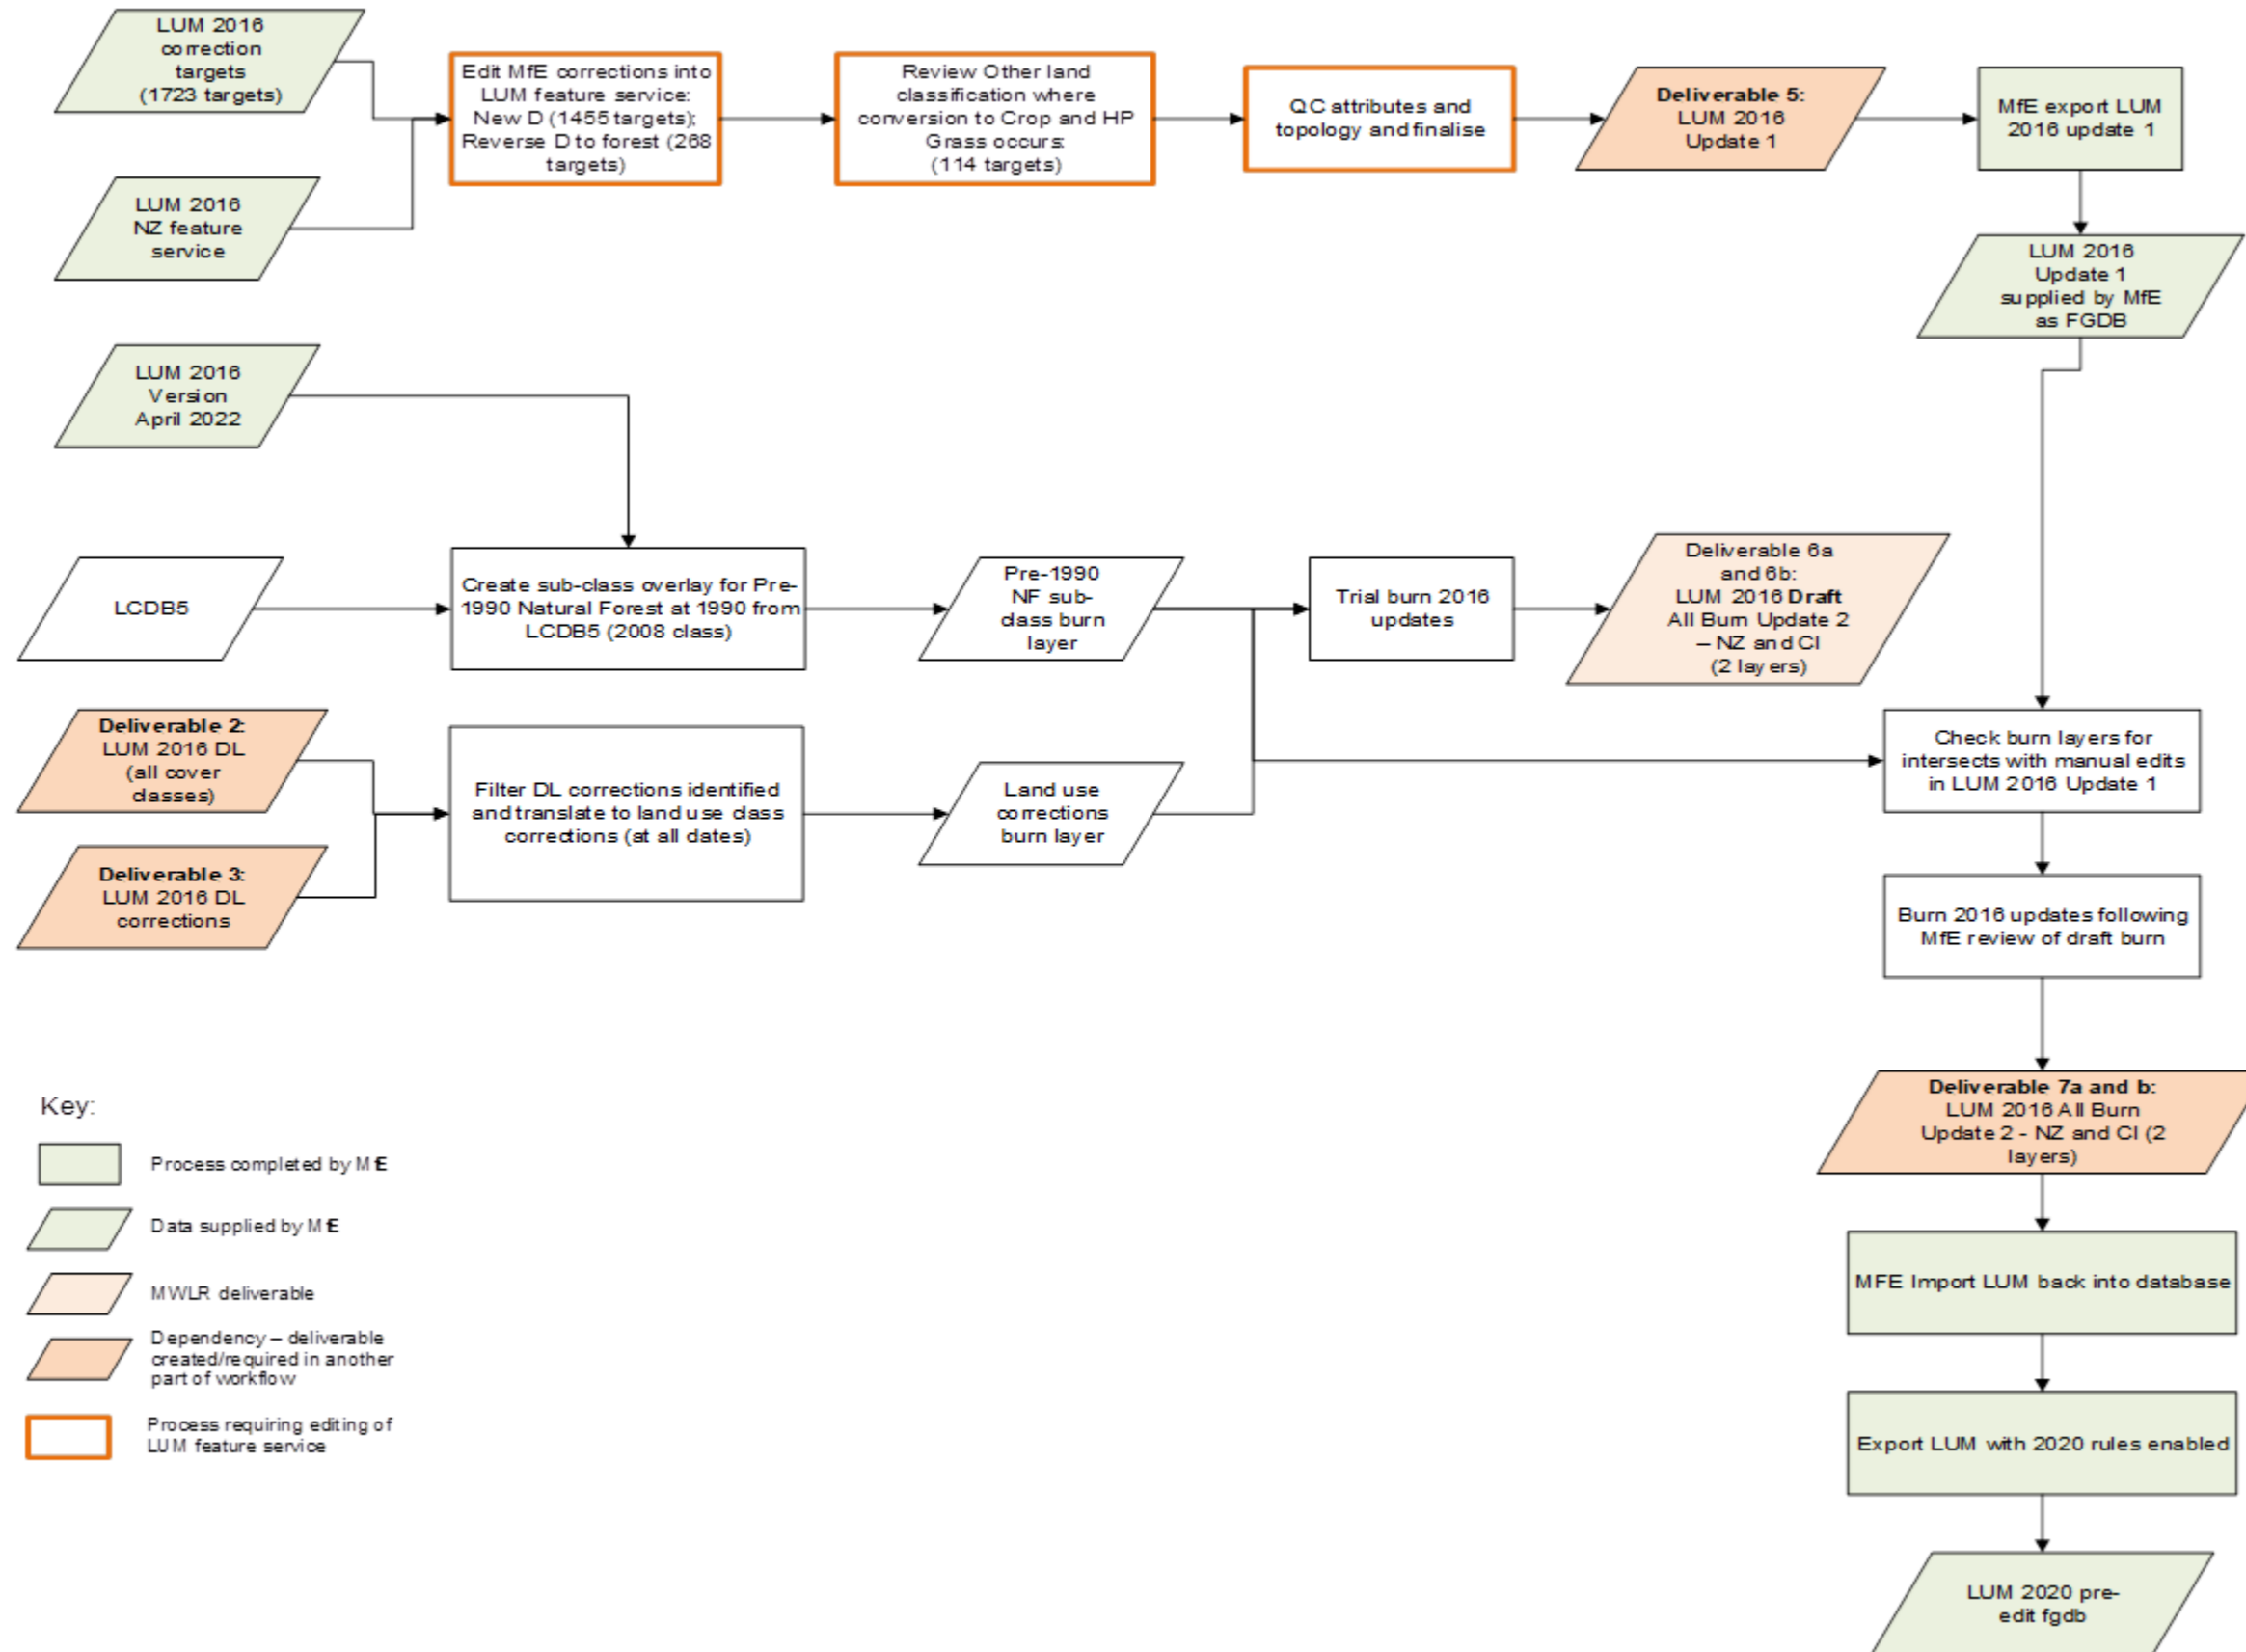 LUM 2016
correction
targets
(1723 targets)
Edit MfE corrections into
LUM feature service:
New D (1455 targets);
Reverse D to forest (268
targets)
Review Other land
classification where
conversion to Crop and HP
Grass occurs:
(114 targets)
QC attributes and
topology and finalise
Deliverable 5:
LUM 2016
Update 1
MfE export LUM
2016 update 1
LUM 2016
NZ feature
service
LUM 2016
Update 1
supplied by MfE
as FGDB
LUM 2016
Version
April 2022
LCDB5
Create sub-class overlay for Pre-
1990 Natural Forest at 1990 from
LCDB5 (2008 class)
Pre-1990
NF sub-
class burn
layer
Trial burn 2016
updates
Deliverable 6a
and 6b:
LUM 2016 Draft
All Burn Update 2
– NZ and CI
(2 layers)
Deliverable 2:
LUM 2016 DL
(all cover
classes)
Deliverable 3:
LUM 2016 DL
corrections
Filter DL corrections identified
and translate to land use class
corrections (at all dates)
Land use
corrections
burn layer
Check burn layers for
intersects with manual edits
in LUM 2016 Update 1
Burn 2016 updates following
MfE review of draft burn
Deliverable 7a and b:
LUM 2016 All Burn
Update 2 - NZ and CI (2
layers)
MFE Import LUM back into database
Export LUM with 2020 rules enabled
LUM 2020 pre-
edit fgdb
Key:
Process completed by MfE
Data supplied by MfE
MWLR deliverable
Dependency – deliverable
created/required in another
part of workflow
Process requiring editing of
LUM feature service